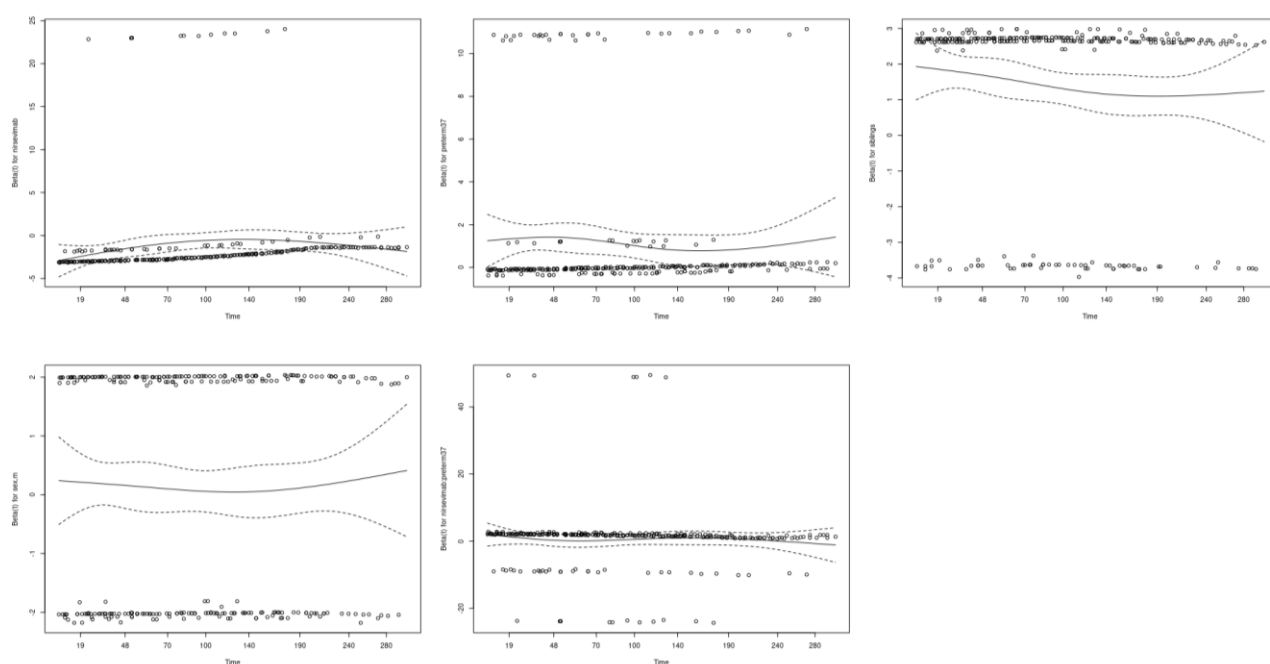 Beta(t) for nirsevimab
25
20
15
10
5
0
-5
19 48 70 100 140 190 240 280
Time
Beta(t) for preterm37
10
8
6
4
2
0
19 48 70 100 140 190 240 280
Time
Beta(t) for siblings
3
2
1
0
-1
-2
-3
-4
19 48 70 100 140 190 240 280
Time
Beta(t) for sex.m
2
1
0
-1
-2
19 48 70 100 140 190 240 280
Time
Beta(t) for nirsevimab:preterm37
40
20
0
-20
19 48 70 100 140 190 240 280
Time